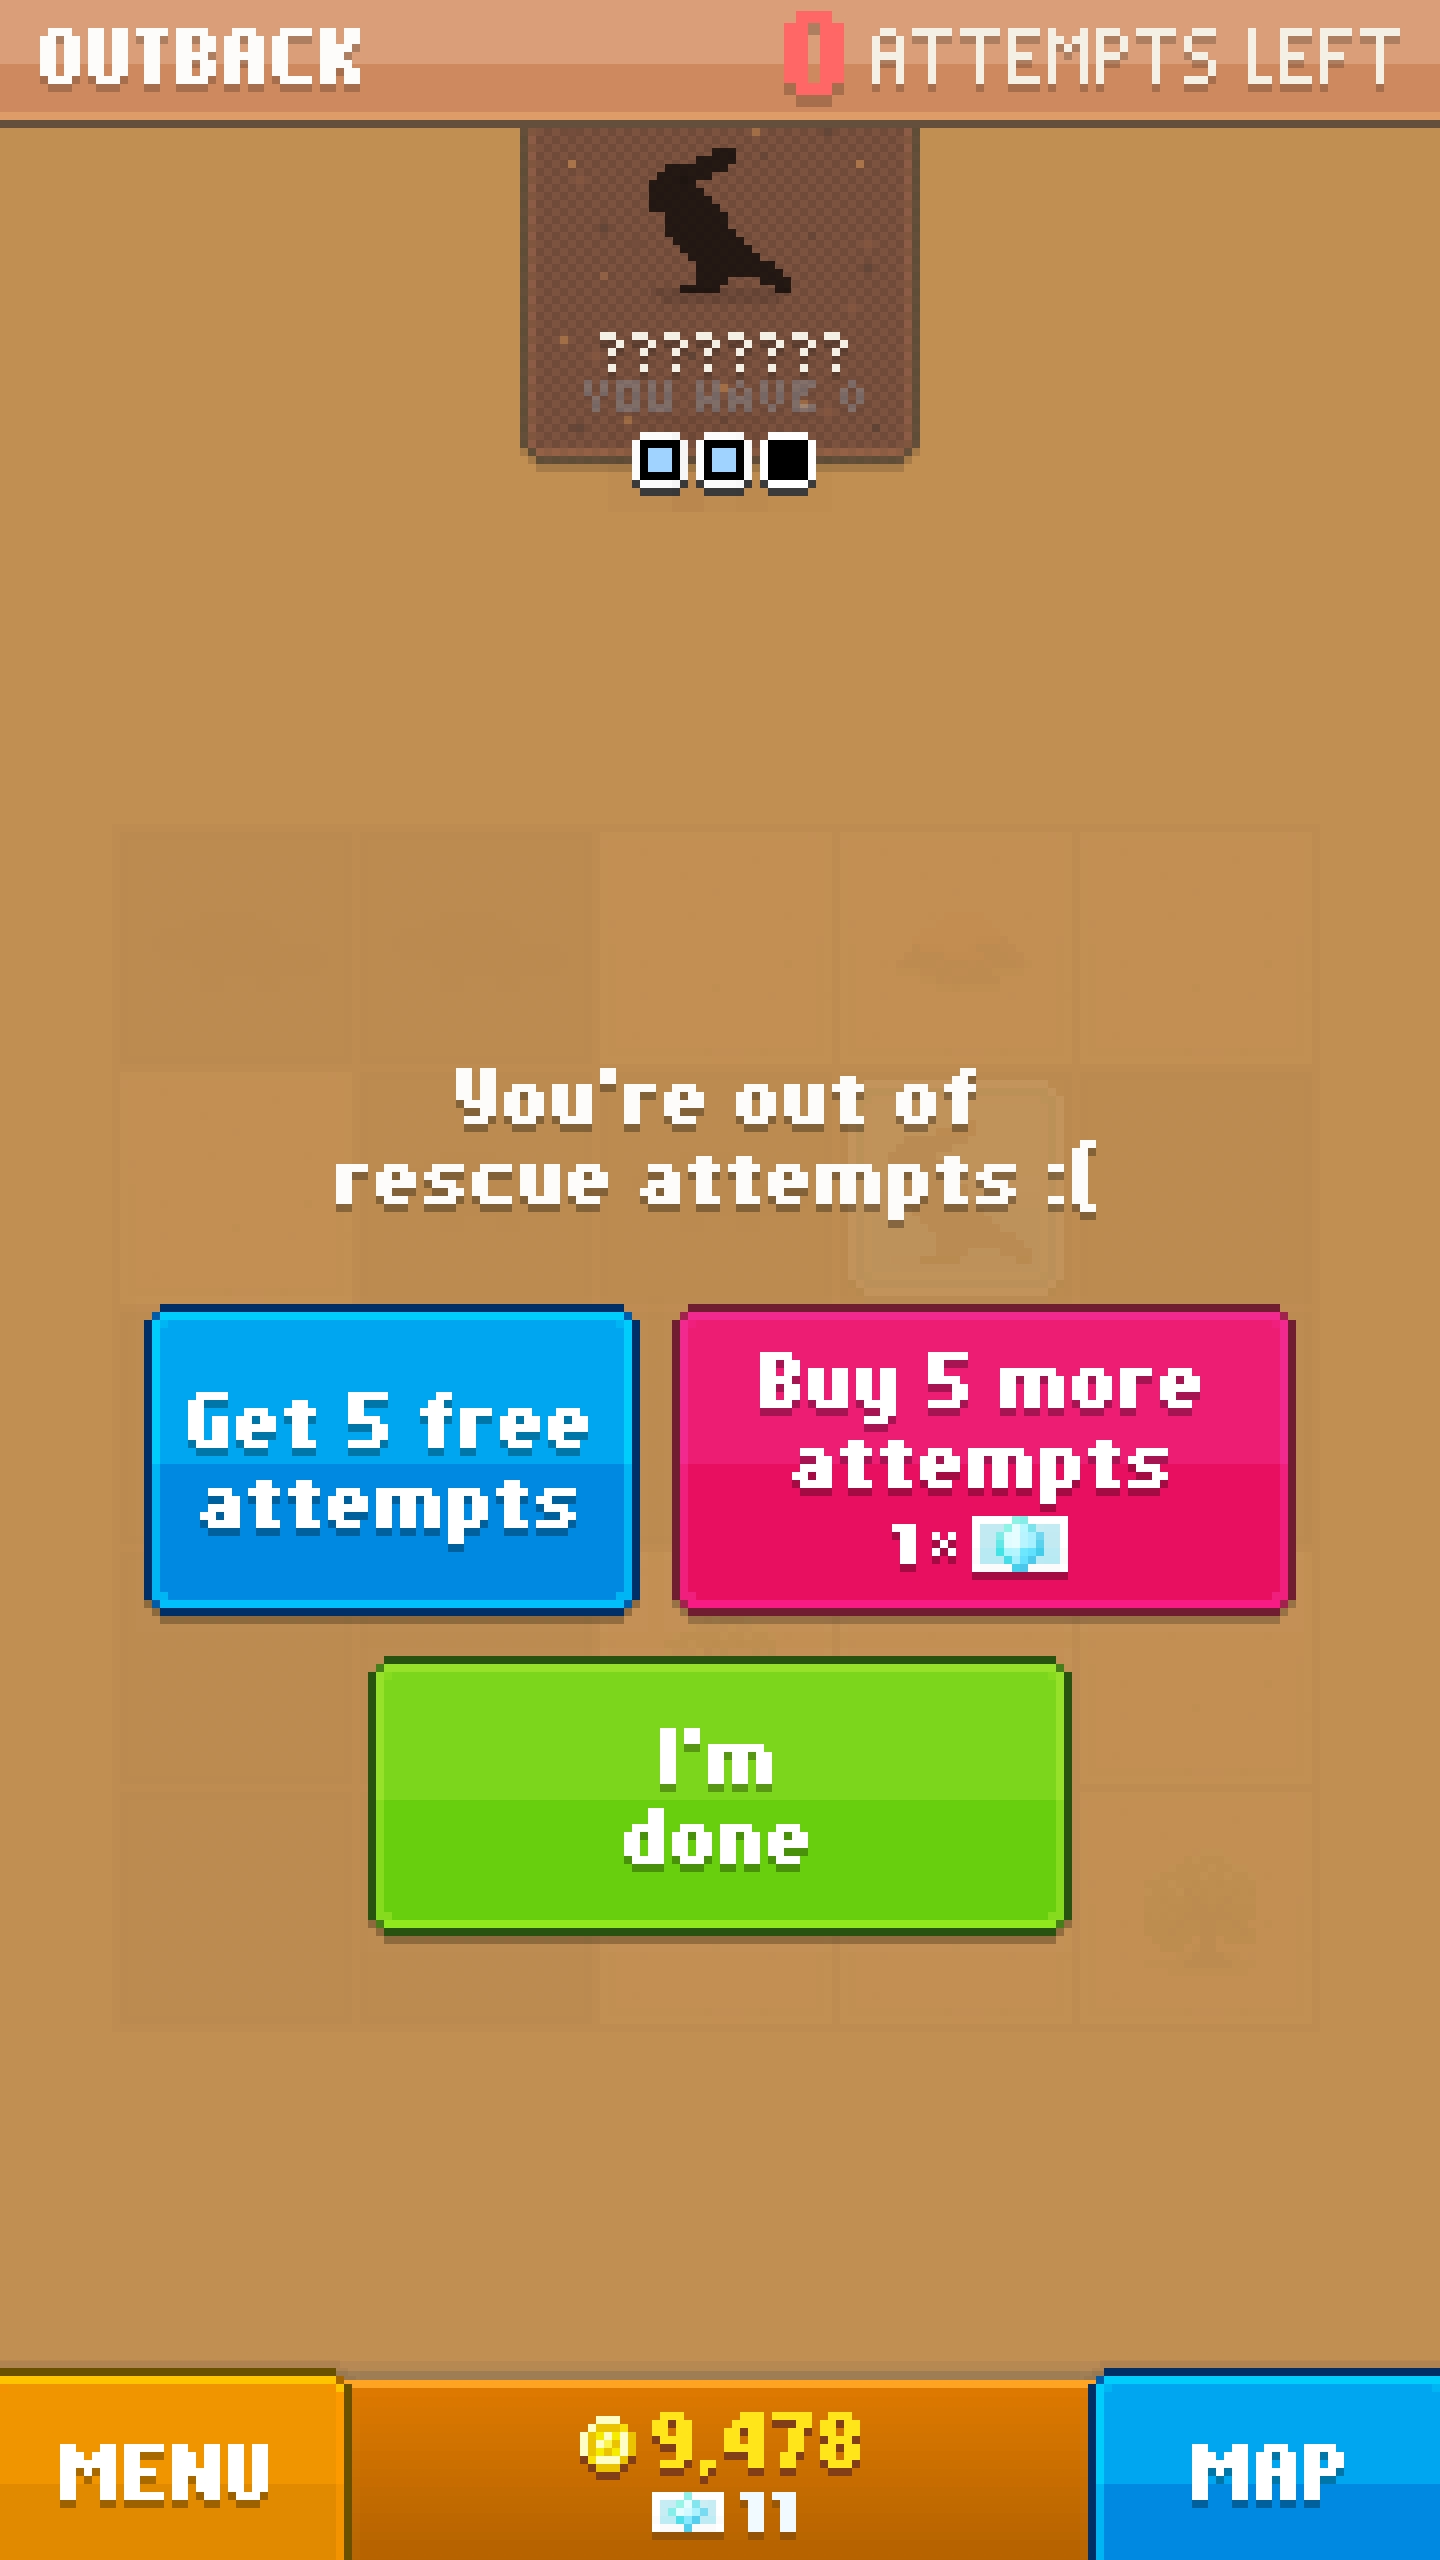 OUTBACK
0 ATTEMPTS LEFT
????????
YOU HAVE 0
You're out of
rescue attempts :(
Get 5 free
attempts
Buy 5 more
attempts
1×
I'm
done
MENU
9,478
11
MAP